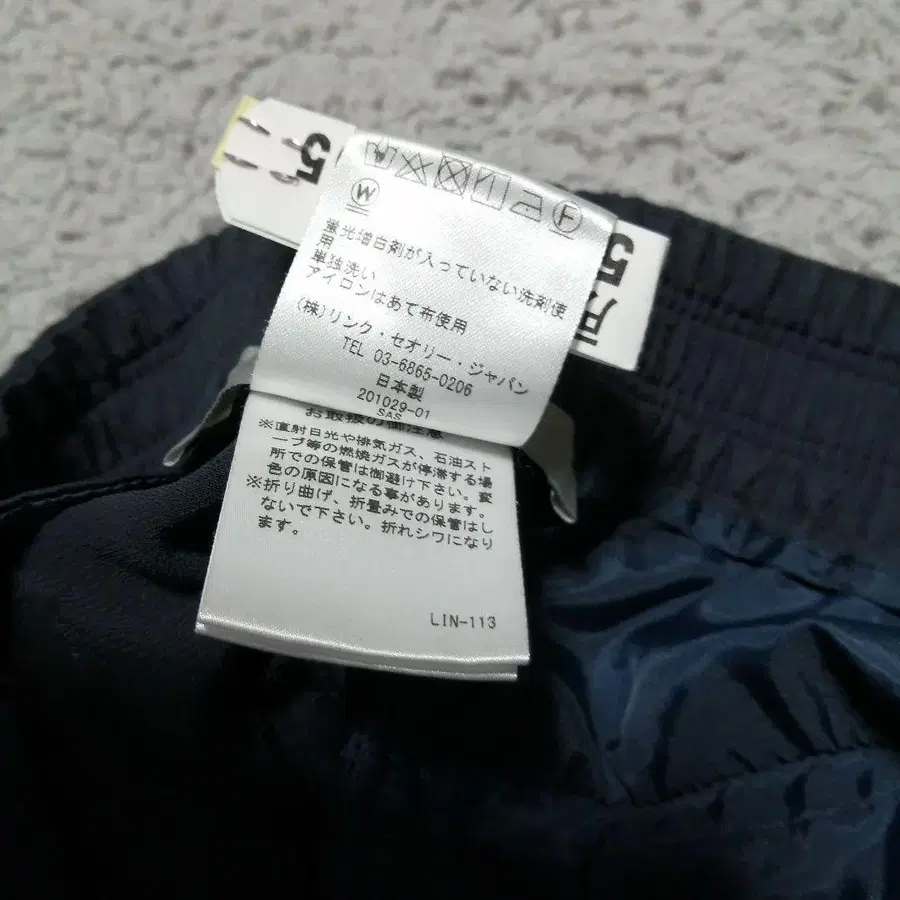 5
5
W
F
蛍光増白剤が入っていない洗剤使
用
単独洗い
アイロンはあて布使用
(株)リンク・セオリー・ジャパン
TEL 03-6865-0206
日本製
201029-01
SAS
お取扱の御注意
※直射日光や排気ガス、石油スト
ーブ等の燃焼ガスが停滞する場
所での保管は御避け下さい。変
色の原因になる事があります。
※折り曲げ、折畳みでの保管はし
ないで下さい。折れシワになり
ます。
LIN-113